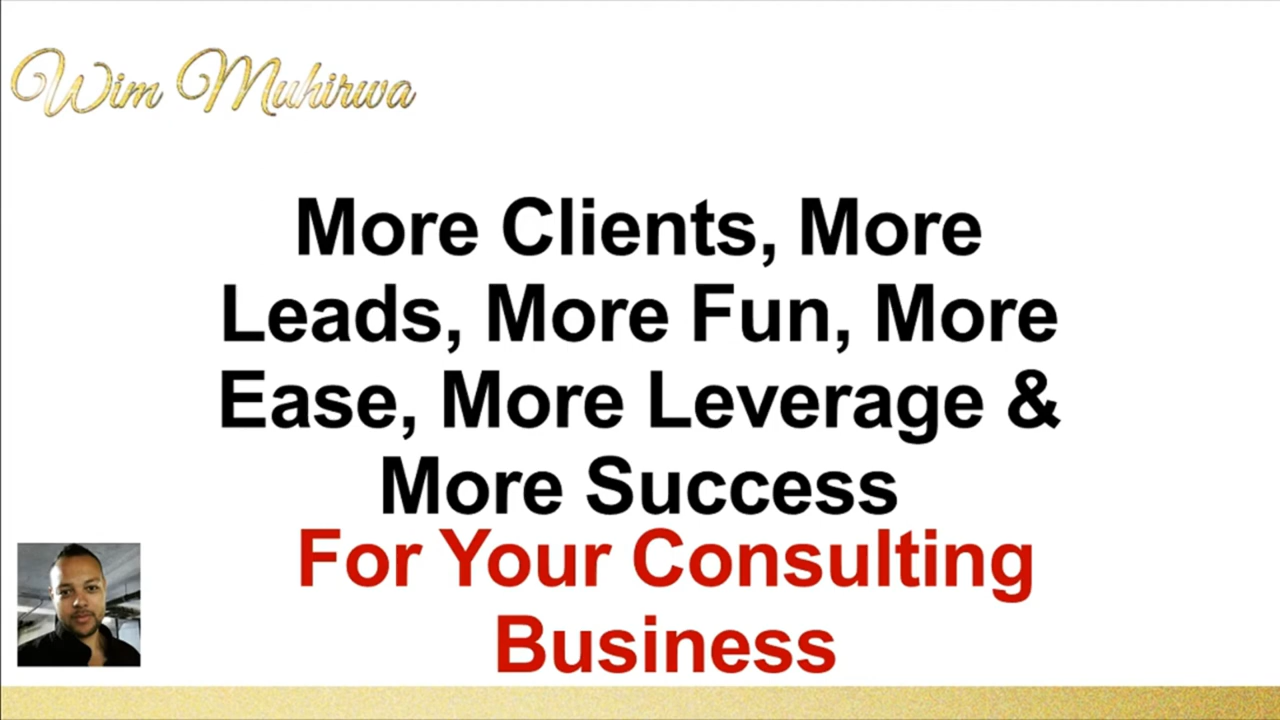 Wim Muhirwa
More Clients, More
Leads, More Fun, More
Ease, More Leverage &
More Success
For Your Consulting
Business